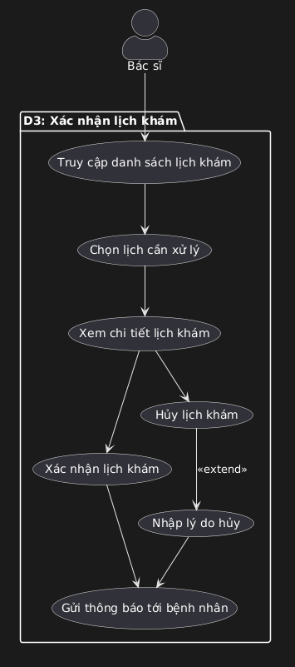 Bác sĩ
D3: Xác nhận lịch khám
Truy cập danh sách lịch khám
Chọn lịch cần xử lý
Xem chi tiết lịch khám
Hủy lịch khám
Xác nhận lịch khám
«extend»
Nhập lý do hủy
Gửi thông báo tới bệnh nhân